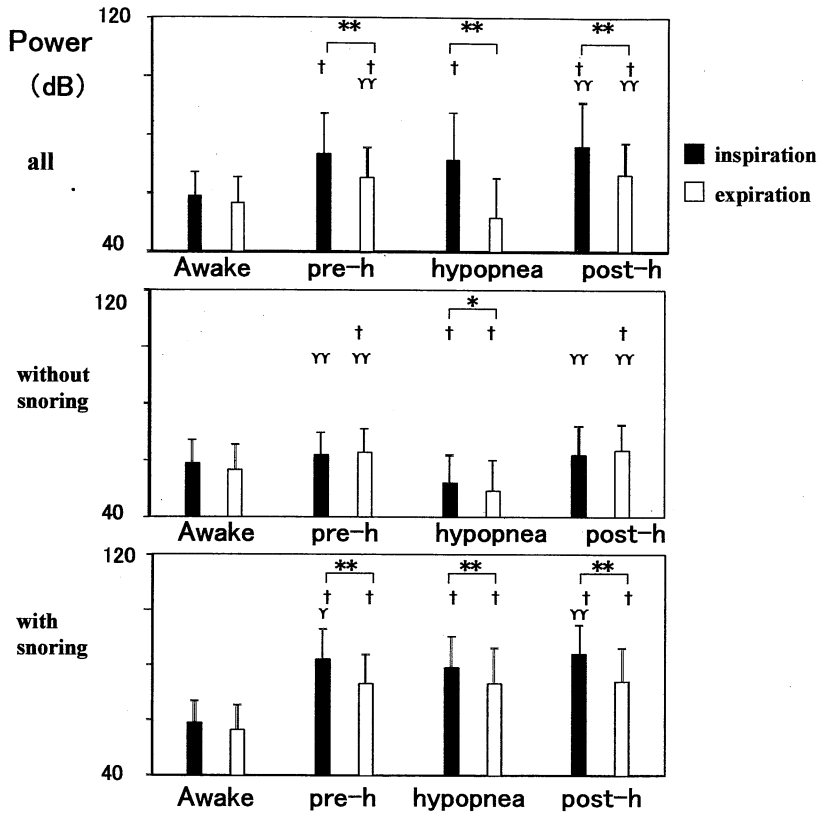 120
Power
(dB)
all
40
** ** **
† † † † †
ϒϒ ϒϒ ϒϒ
inspiration
expiration
Awake pre-h hypopnea post-h
120
without
snoring
40
*
† † † †
ϒϒ ϒϒ ϒϒ ϒϒ
Awake pre-h hypopnea post-h
120
with
snoring
40
** ** **
† † † † † †
ϒ ϒϒ
Awake pre-h hypopnea post-h